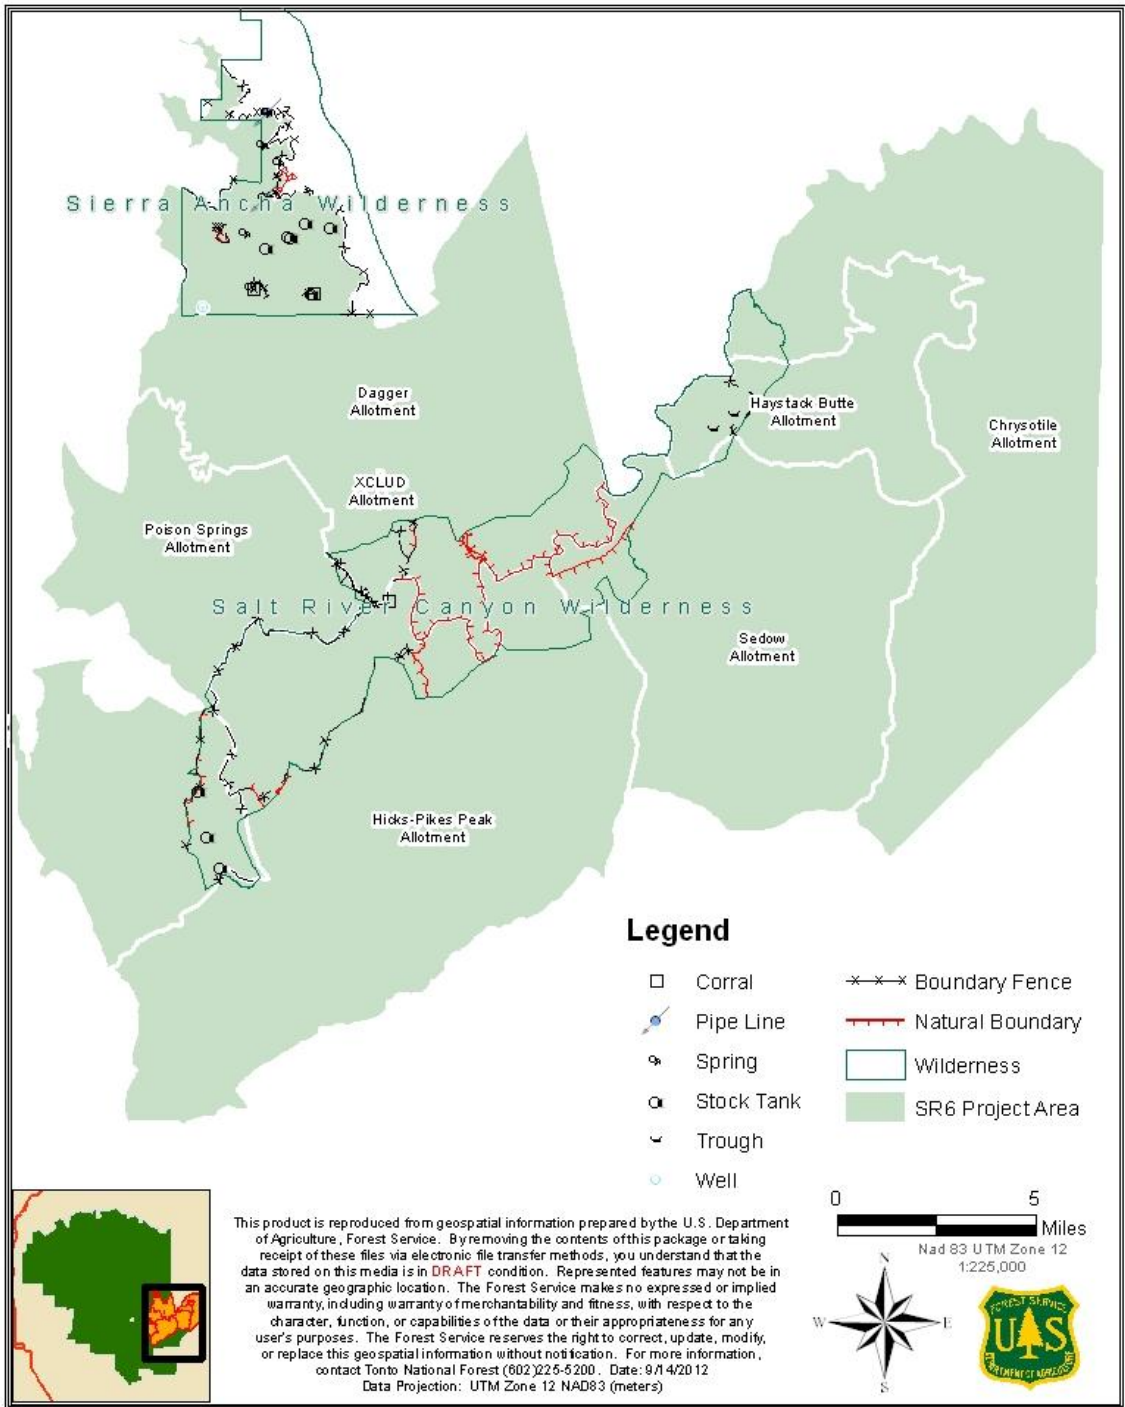 Sierra Ancha Wilderness
Dagger
Allotment
Haystack Butte
Allotment
Chrysotile
Allotment
XCLUD
Allotment
Poison Springs
Allotment
Salt River Canyon Wilderness
Sedow
Allotment
Hicks-Pikes Peak
Allotment
Legend
Corral
Pipe Line
Spring
Stock Tank
Trough
Well
Boundary Fence
Natural Boundary
Wilderness
SR6 Project Area
0 5
Miles
Nad 83 UTM Zone 12
1:225,000
This product is reproduced from geospatial information prepared by the U.S. Department
of Agriculture, Forest Service. By removing the contents of this package or taking
receipt of these files via electronic file transfer methods, you understand that the
data stored on this media is in DRAFT condition. Represented features may not be in
an accurate geographic location. The Forest Service makes no expressed or implied
warranty, including warranty of merchantability and fitness, with respect to the
character, function, or capabilities of the data or their appropriateness for any
user's purposes. The Forest Service reserves the right to correct, update, modify,
or replace this geospatial information without notification. For more information,
contact Tonto National Forest (602)225-5200. Date: 9/14/2012
Data Projection: UTM Zone 12 NAD83 (meters)
N
W E
S
FOREST SERVICE
U S
DEPARTMENT OF AGRICULTURE